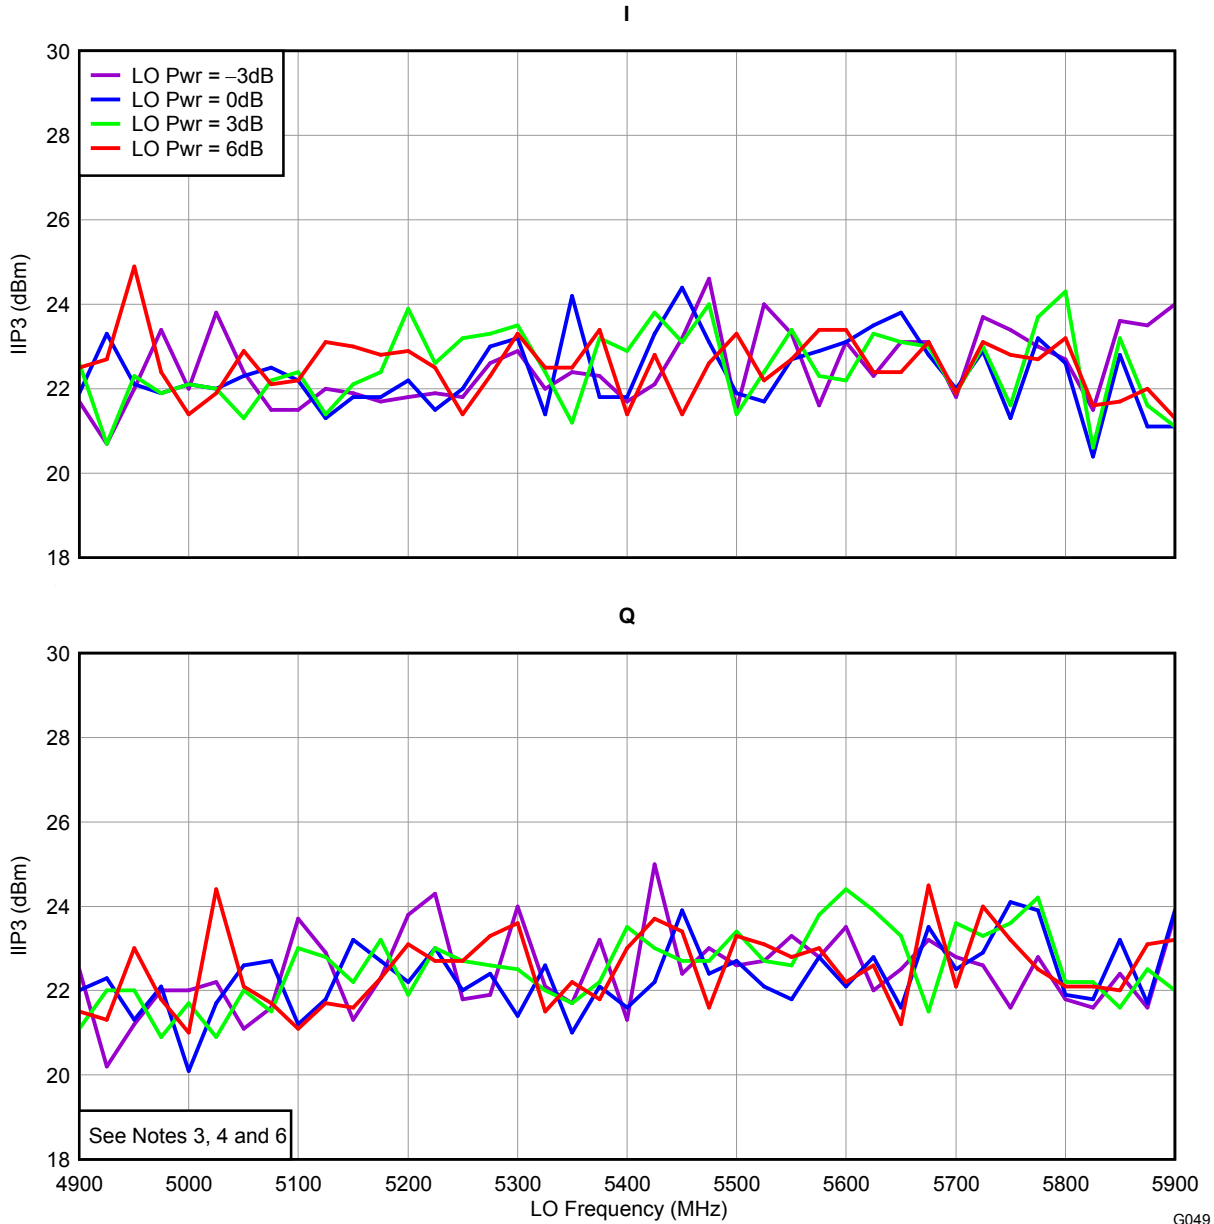 I
30
28
26
24
22
20
18
IIP3 (dBm)
LO Pwr = –3dB
LO Pwr = 0dB
LO Pwr = 3dB
LO Pwr = 6dB
Q
30
28
26
24
22
20
18
IIP3 (dBm)
See Notes 3, 4 and 6
4900 5000 5100 5200 5300 5400 5500 5600 5700 5800 5900
LO Frequency (MHz)
G049